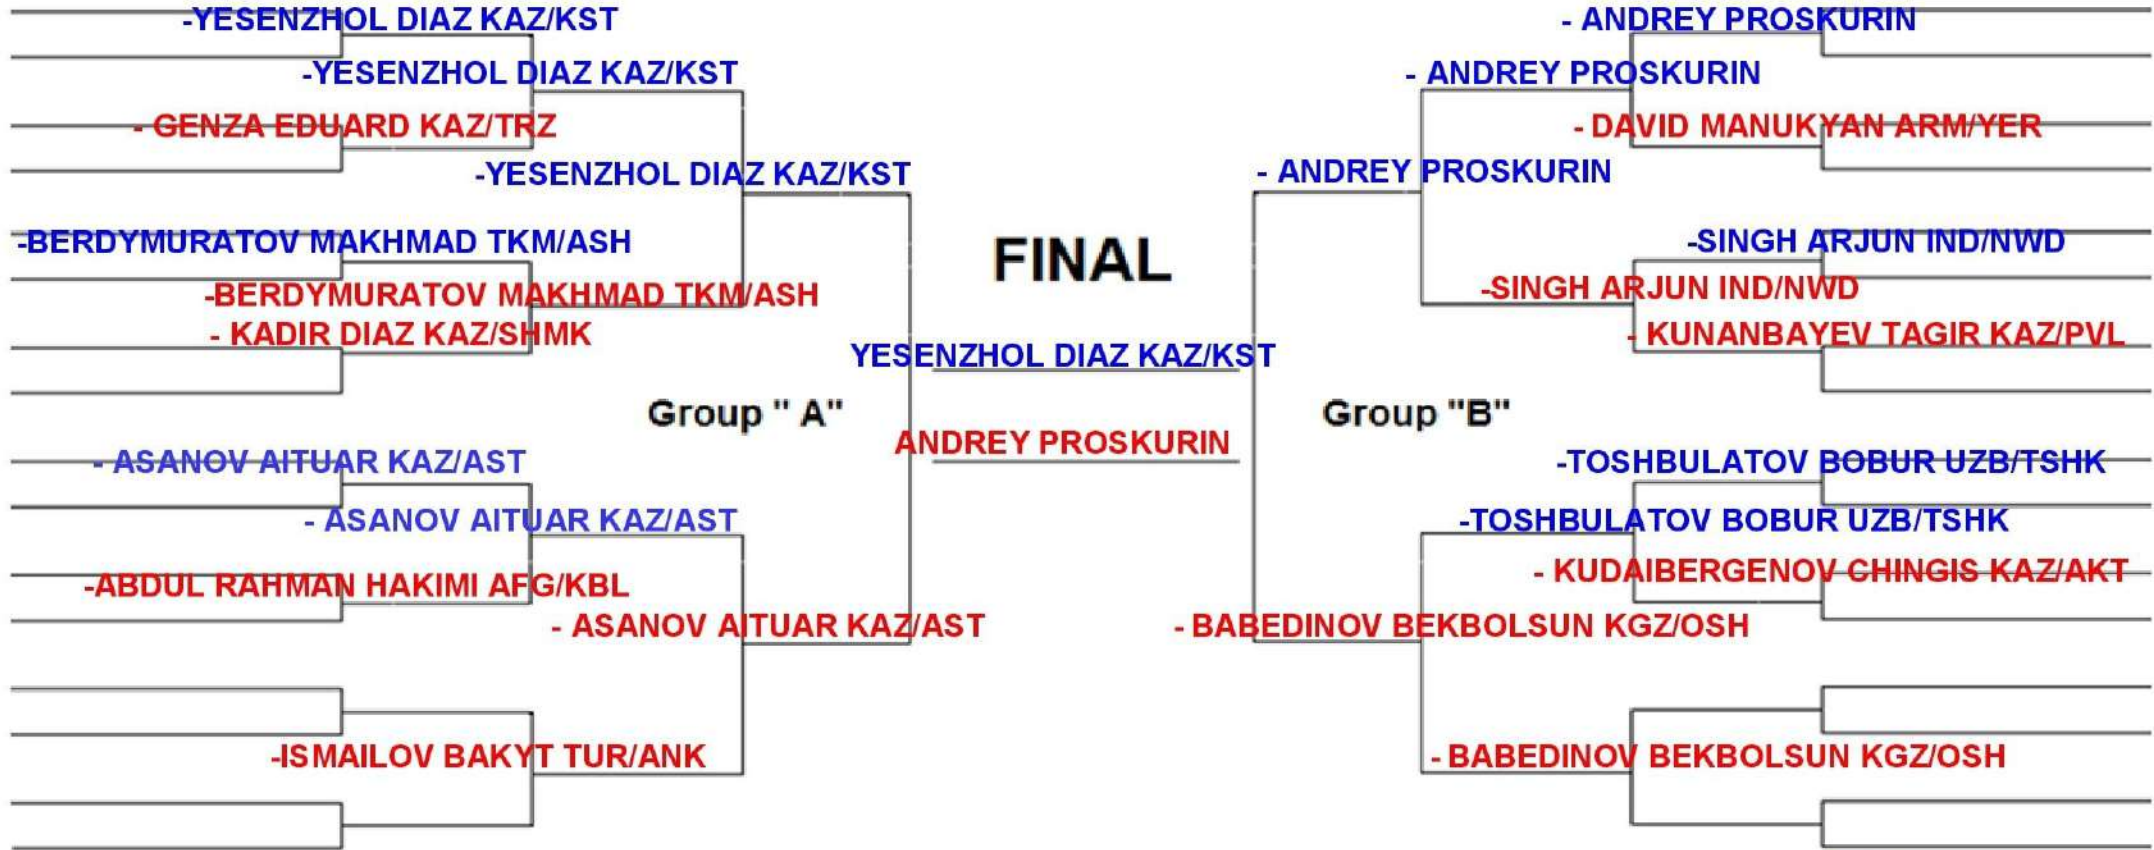 -YESENZHOL DIAZ KAZ/KST
-YESENZHOL DIAZ KAZ/KST
- GENZA EDUARD KAZ/TRZ
-YESENZHOL DIAZ KAZ/KST
-BERDYMURATOV MAKHMAD TKM/ASH
-BERDYMURATOV MAKHMAD TKM/ASH
- KADIR DIAZ KAZ/SHMK
Group " A"
- ASANOV AITUAR KAZ/AST
- ASANOV AITUAR KAZ/AST
-ABDUL RAHMAN HAKIMI AFG/KBL
- ASANOV AITUAR KAZ/AST
-ISMAILOV BAKYT TUR/ANK
FINAL
YESENZHOL DIAZ KAZ/KST
ANDREY PROSKURIN
- ANDREY PROSKURIN
- ANDREY PROSKURIN
- DAVID MANUKYAN ARM/YER
- ANDREY PROSKURIN
-SINGH ARJUN IND/NWD
-SINGH ARJUN IND/NWD
- KUNANBAYEV TAGIR KAZ/PVL
Group "B"
-TOSHBULATOV BOBUR UZB/TSHK
-TOSHBULATOV BOBUR UZB/TSHK
- KUDAIBERGENOV CHINGIS KAZ/AKT
- BABEDINOV BEKBOLSUN KGZ/OSH
- BABEDINOV BEKBOLSUN KGZ/OSH